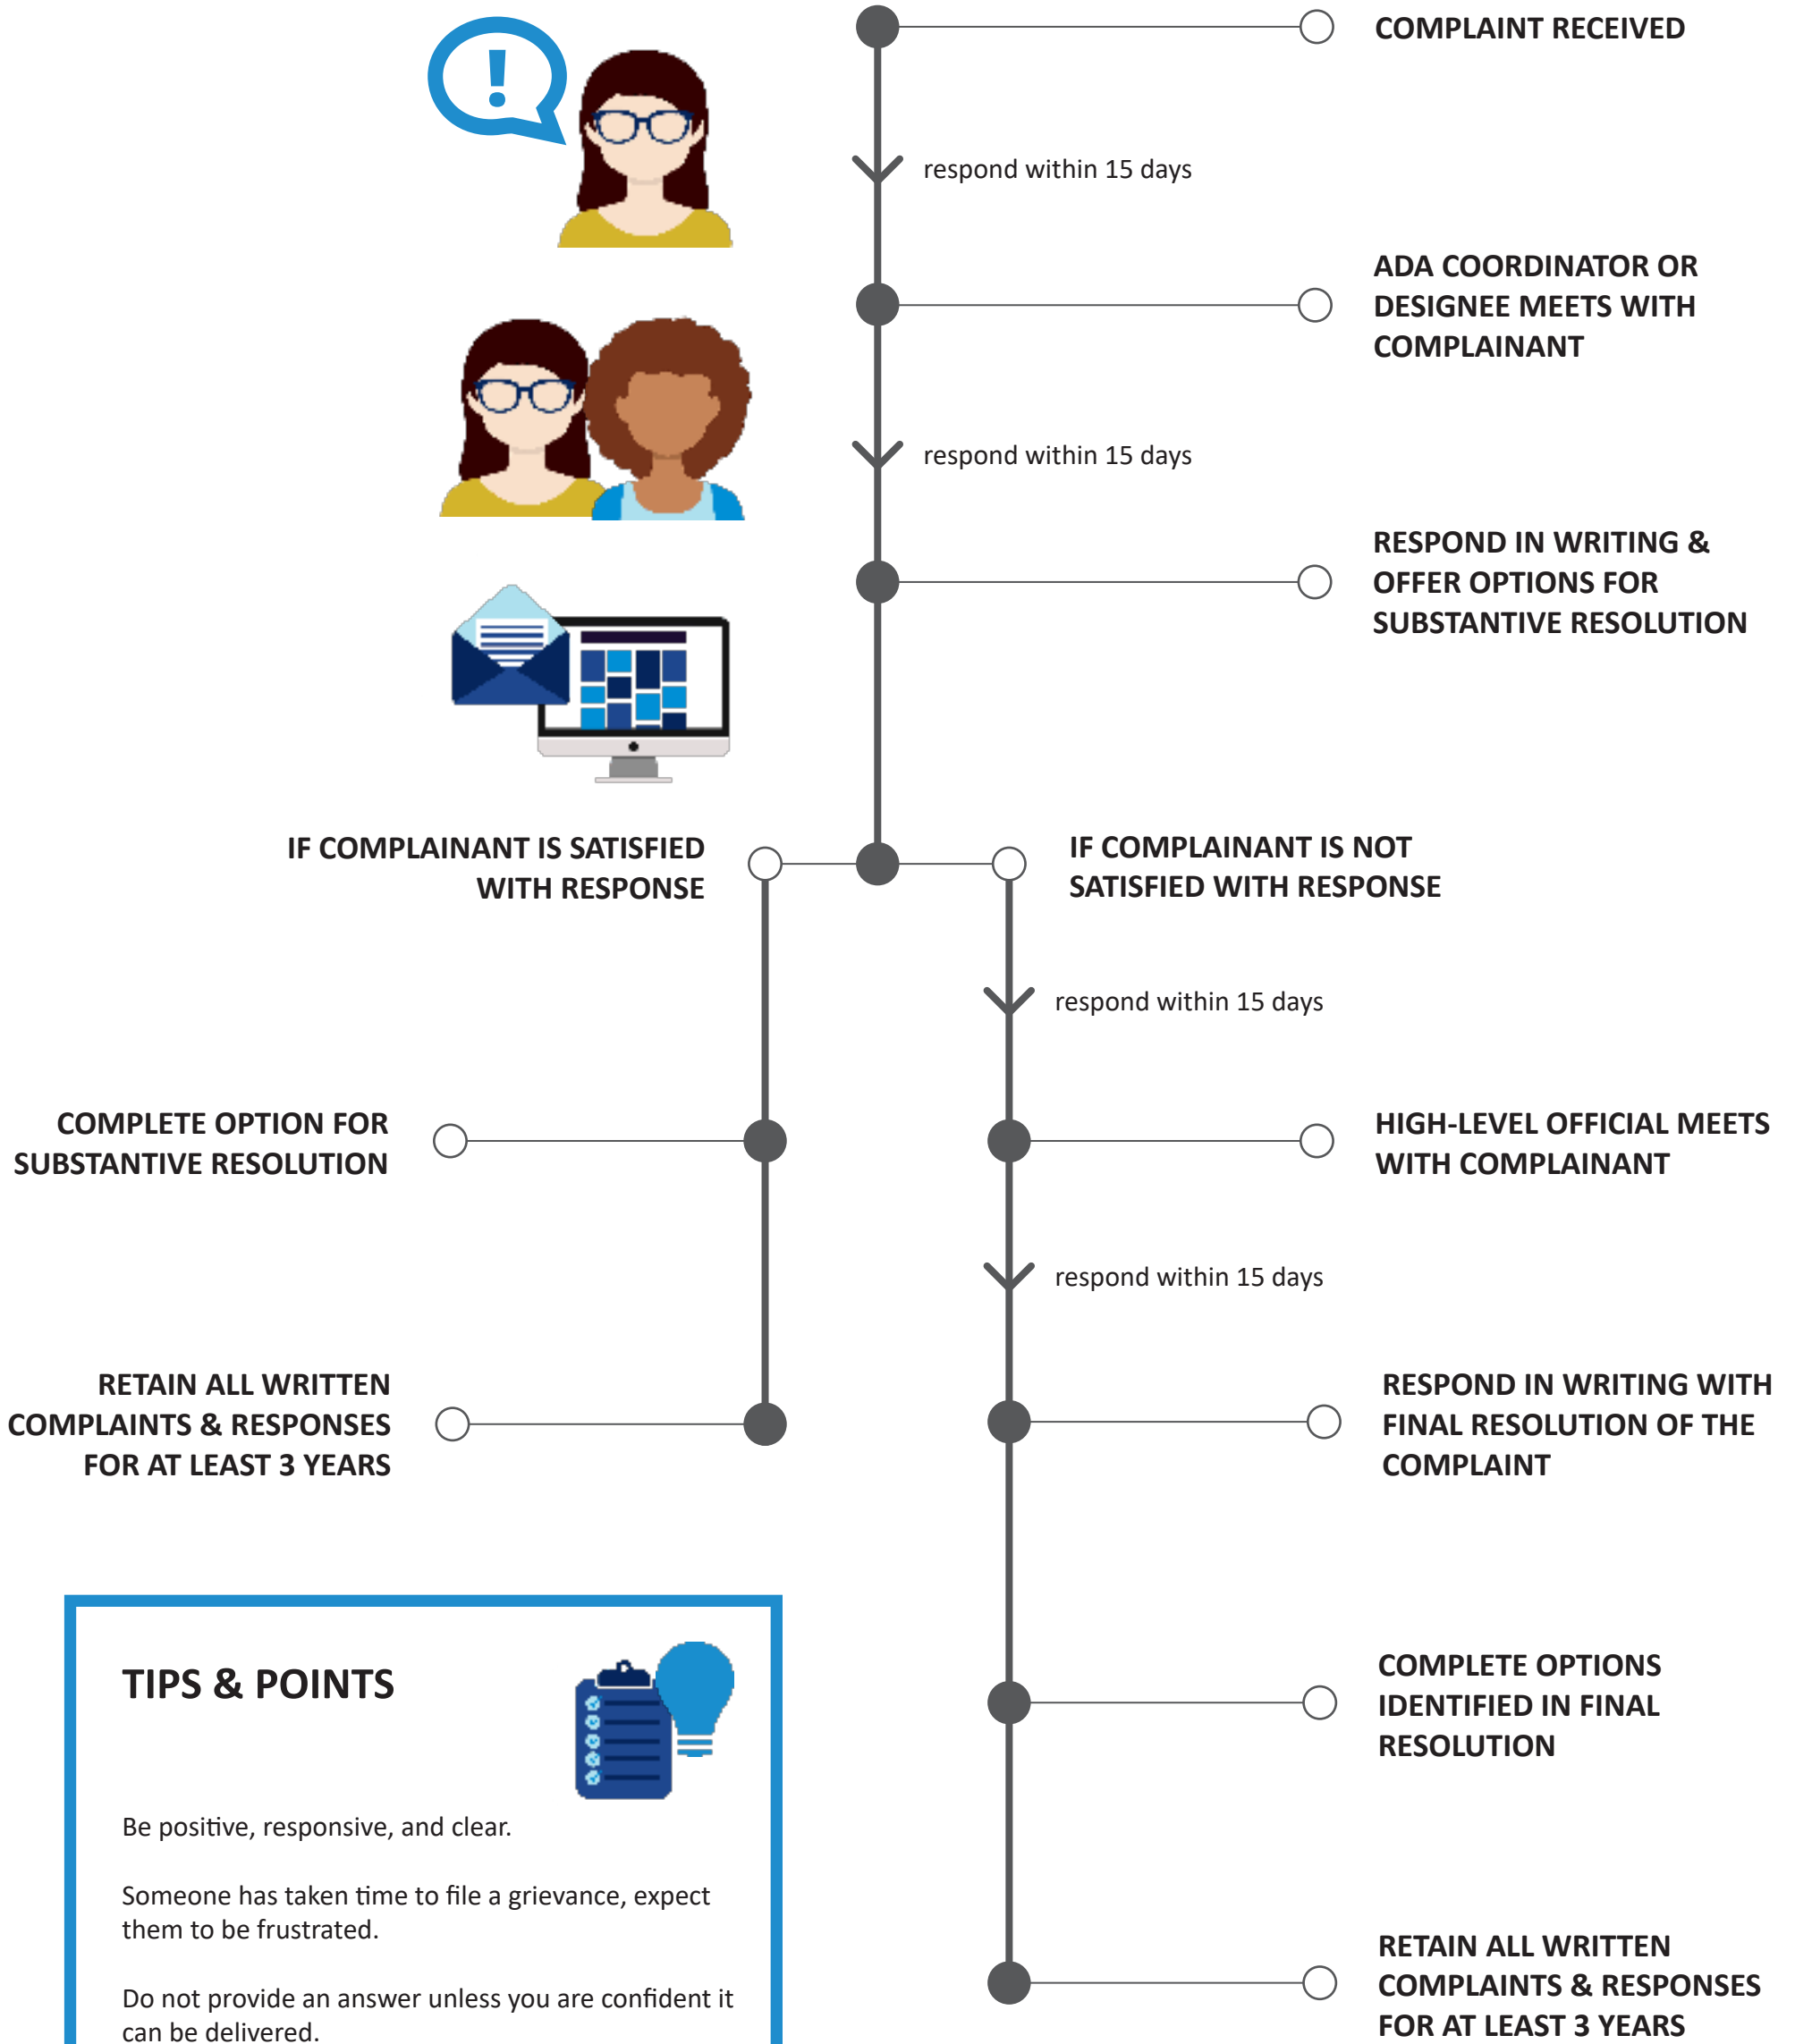 !
COMPLAINT RECEIVED
respond within 15 days
ADA COORDINATOR OR
DESIGNEE MEETS WITH
COMPLAINANT
respond within 15 days
RESPOND IN WRITING &
OFFER OPTIONS FOR
SUBSTANTIVE RESOLUTION
IF COMPLAINANT IS SATISFIED
WITH RESPONSE
IF COMPLAINANT IS NOT
SATISFIED WITH RESPONSE
respond within 15 days
COMPLETE OPTION FOR
SUBSTANTIVE RESOLUTION
HIGH-LEVEL OFFICIAL MEETS
WITH COMPLAINANT
respond within 15 days
RETAIN ALL WRITTEN
COMPLAINTS & RESPONSES
FOR AT LEAST 3 YEARS
RESPOND IN WRITING WITH
FINAL RESOLUTION OF THE
COMPLAINT
COMPLETE OPTIONS
IDENTIFIED IN FINAL
RESOLUTION
RETAIN ALL WRITTEN
COMPLAINTS & RESPONSES
FOR AT LEAST 3 YEARS
TIPS & POINTS
Be positive, responsive, and clear.
Someone has taken time to file a grievance, expect
them to be frustrated.
Do not provide an answer unless you are confident it
can be delivered.